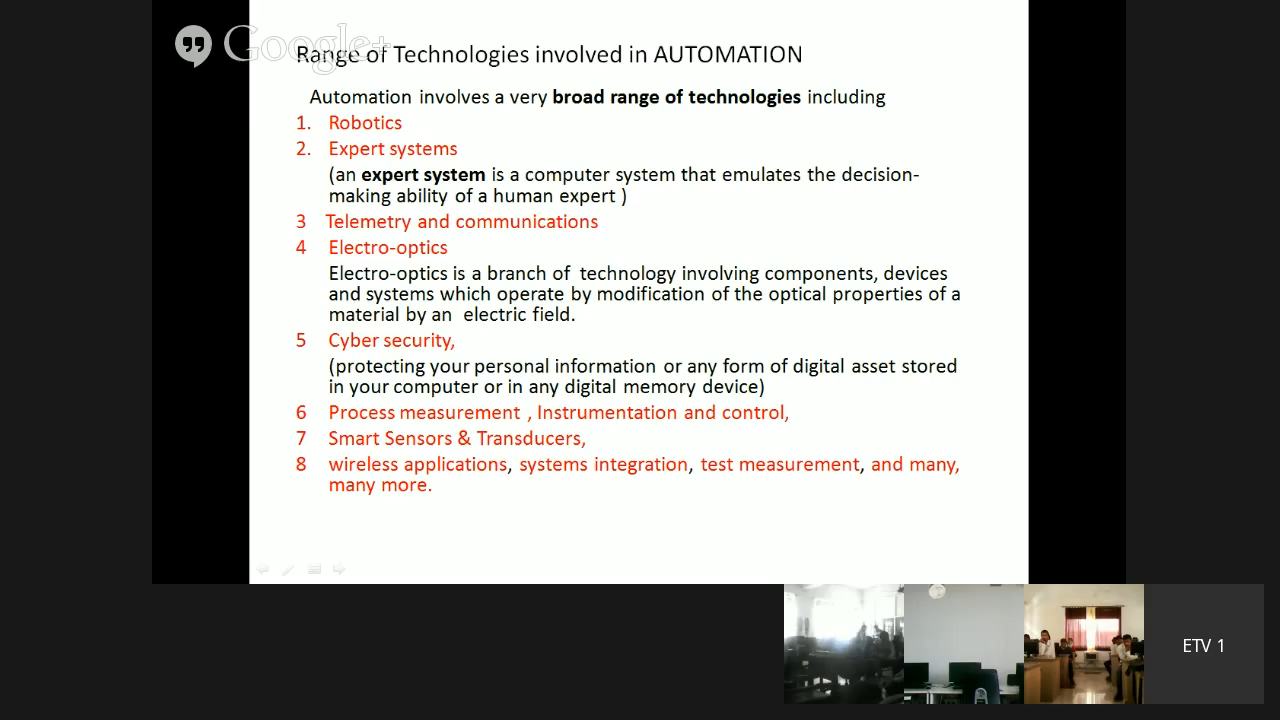 Google+
Range of Technologies involved in AUTOMATION
Automation involves a very broad range of technologies including
1. Robotics
2. Expert systems
(an expert system is a computer system that emulates the decision-
making ability of a human expert )
3 Telemetry and communications
4 Electro-optics
Electro-optics is a branch of technology involving components, devices
and systems which operate by modification of the optical properties of a
material by an electric field.
5 Cyber security,
(protecting your personal information or any form of digital asset stored
in your computer or in any digital memory device)
6 Process measurement , Instrumentation and control,
7 Smart Sensors & Transducers,
8 wireless applications, systems integration, test measurement, and many,
many more.
ETV 1